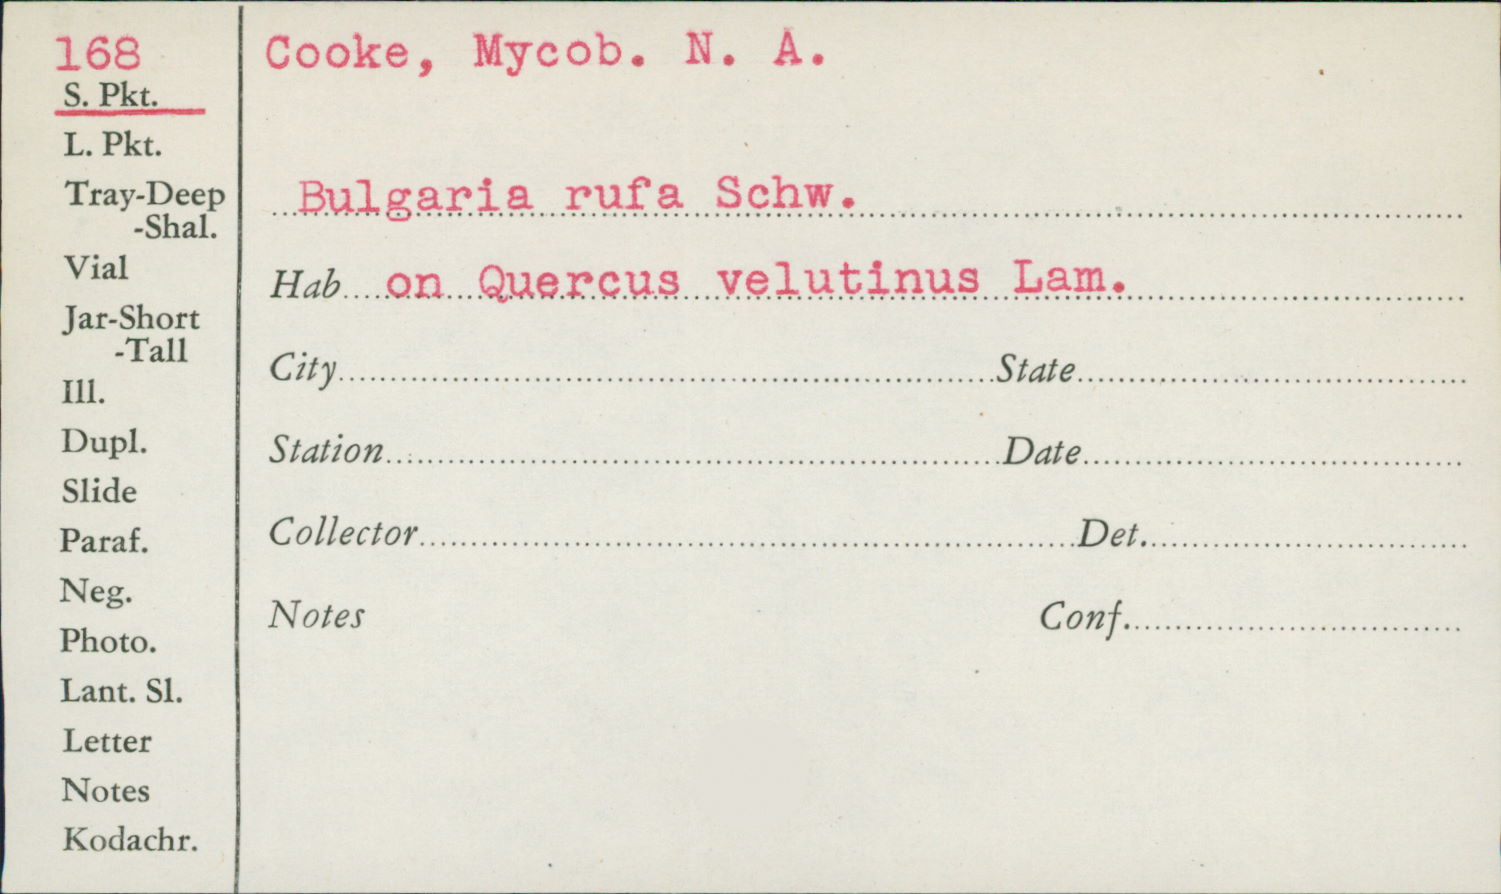 168
S. Pkt.
L. Pkt.
Tray-Deep
-Shal.
Vial
Jar-Short
-Tall
Ill.
Dupl.
Slide
Paraf.
Neg.
Photo.
Lant. Sl.
Letter
Notes
Kodachr.
Cooke, Mycob. N. A.
Bulgaria rufa Schw.
Hab on Quercus velutinus Lam.
City State
Station Date
Collector Det.
Notes Conf.